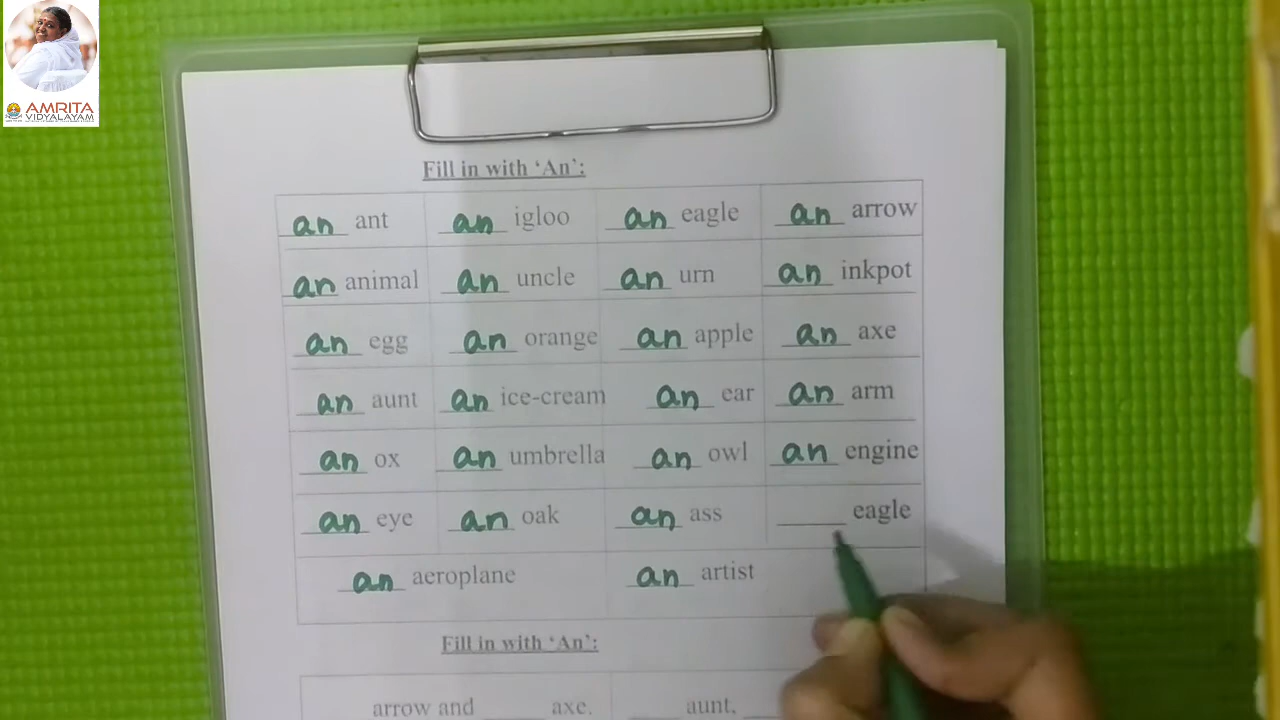 AMRITA
VIDYALAYAM
Fill in with ‘An’:
an ant an igloo an eagle an arrow
an animal an uncle an urn an inkpot
an egg an orange an apple an axe
an aunt an ice-cream an ear an arm
an ox an umbrella an owl an engine
an eye an oak an ass _____ eagle
an aeroplane an artist
Fill in with ‘An’:
arrow and _____ axe. ____ aunt,